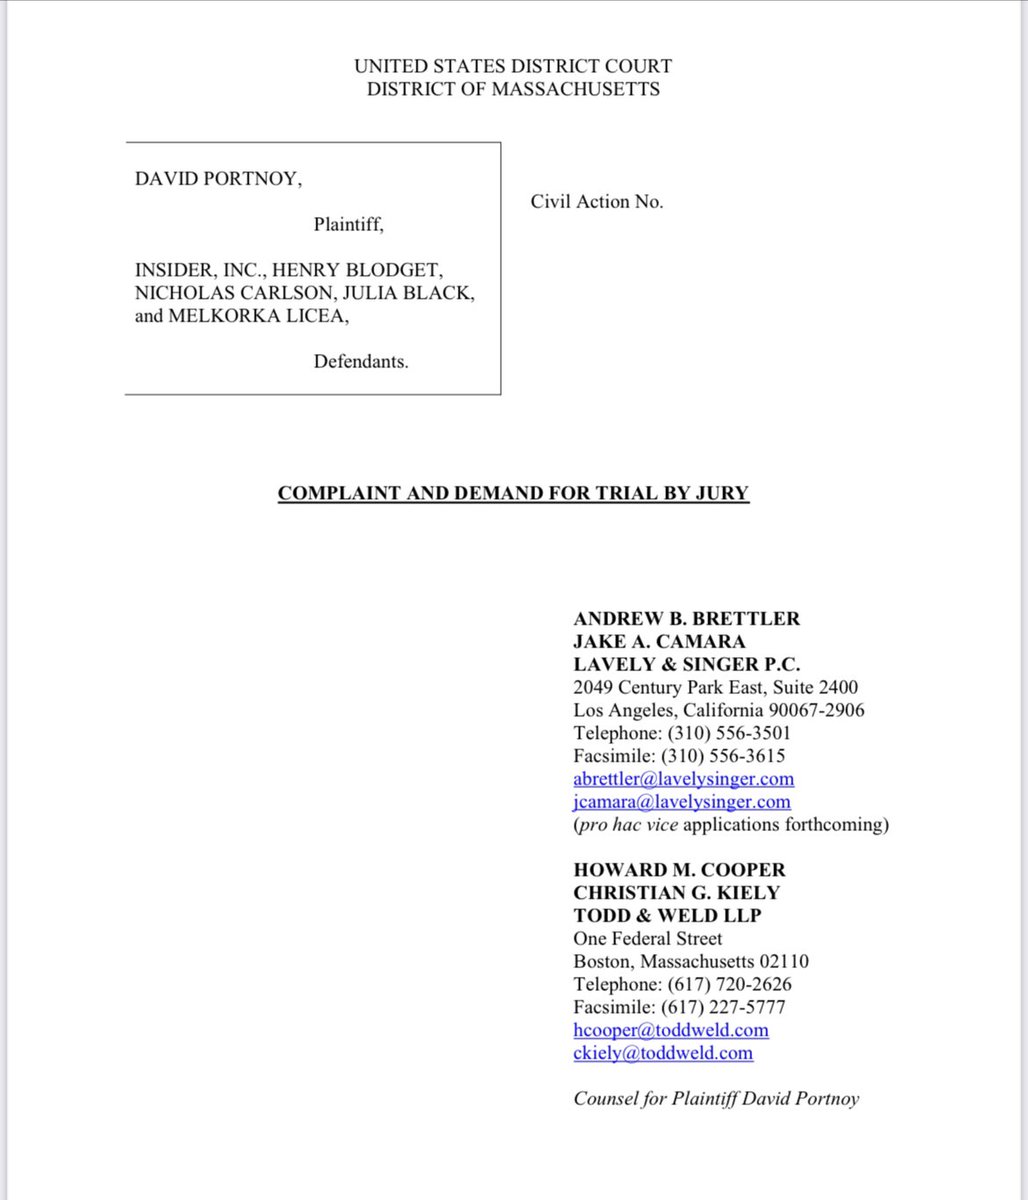 UNITED STATES DISTRICT COURT
DISTRICT OF MASSACHUSETTS
DAVID PORTNOY,
Plaintiff,
INSIDER, INC., HENRY BLODGET,
NICHOLAS CARLSON, JULIA BLACK,
and MELKORKA LICEA,
Defendants.
Civil Action No.
COMPLAINT AND DEMAND FOR TRIAL BY JURY
ANDREW B. BRETTLER
JAKE A. CAMARA
LAVELY & SINGER P.C.
2049 Century Park East, Suite 2400
Los Angeles, California 90067-2906
Telephone: (310) 556-3501
Facsimile: (310) 556-3615
abrettler@lavelysinger.com
jcamara@lavelysinger.com
(pro hac vice applications forthcoming)
HOWARD M. COOPER
CHRISTIAN G. KIELY
TODD & WELD LLP
One Federal Street
Boston, Massachusetts 02110
Telephone: (617) 720-2626
Facsimile: (617) 227-5777
hcooper@toddweld.com
ckiely@toddweld.com
Counsel for Plaintiff David Portnoy